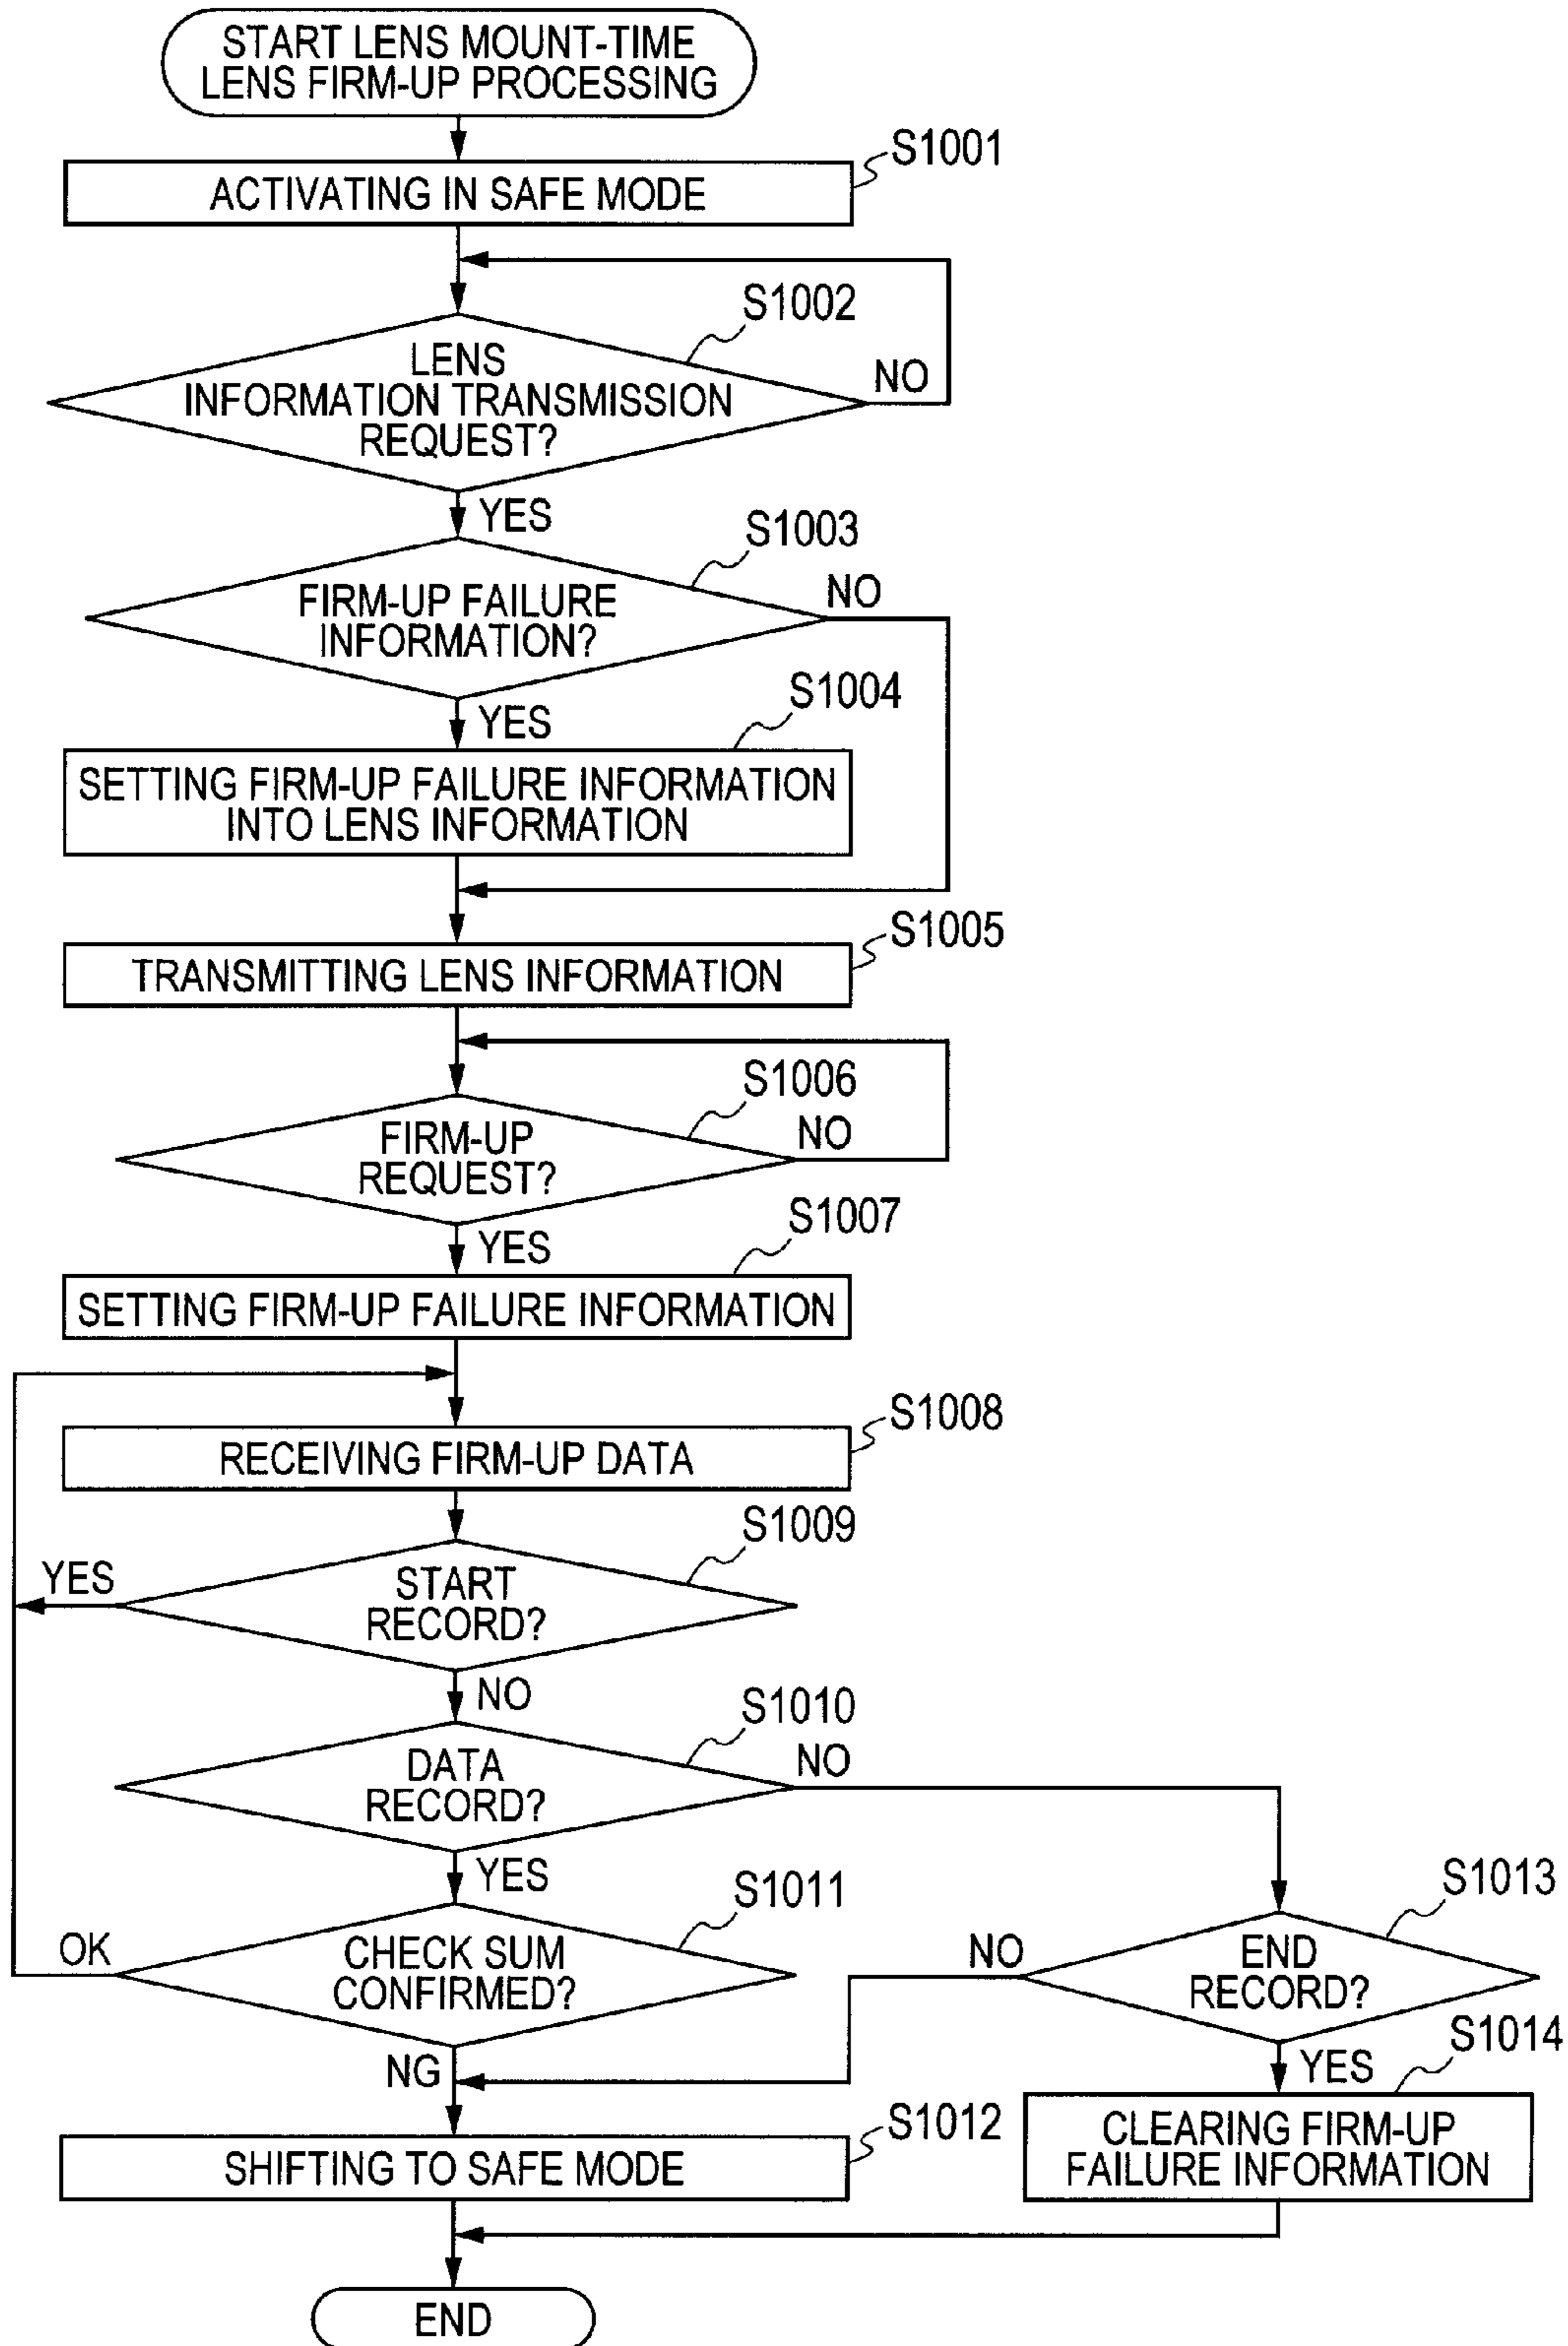 START LENS MOUNT-TIME
LENS FIRM-UP PROCESSING
S1001
ACTIVATING IN SAFE MODE
S1002
LENS
INFORMATION TRANSMISSION
REQUEST?
NO
YES
S1003
FIRM-UP FAILURE
INFORMATION?
NO
YES
S1004
SETTING FIRM-UP FAILURE INFORMATION
INTO LENS INFORMATION
S1005
TRANSMITTING LENS INFORMATION
S1006
FIRM-UP
REQUEST?
NO
YES
S1007
SETTING FIRM-UP FAILURE INFORMATION
S1008
RECEIVING FIRM-UP DATA
S1009
START
RECORD?
YES
NO
S1010
DATA
RECORD?
NO
YES
S1011
CHECK SUM
CONFIRMED?
OK
NG
S1013
END
RECORD?
NO
YES
S1014
CLEARING FIRM-UP
FAILURE INFORMATION
S1012
SHIFTING TO SAFE MODE
END